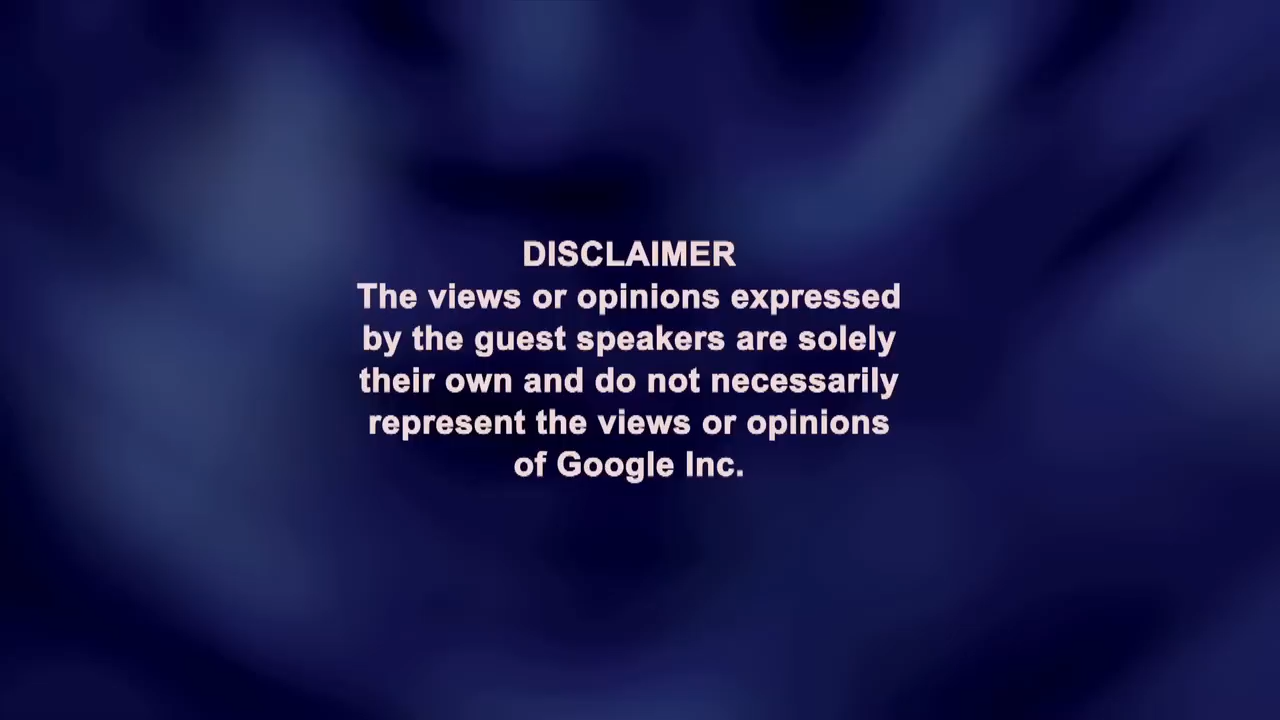 DISCLAIMER
The views or opinions expressed
by the guest speakers are solely
their own and do not necessarily
represent the views or opinions
of Google Inc.